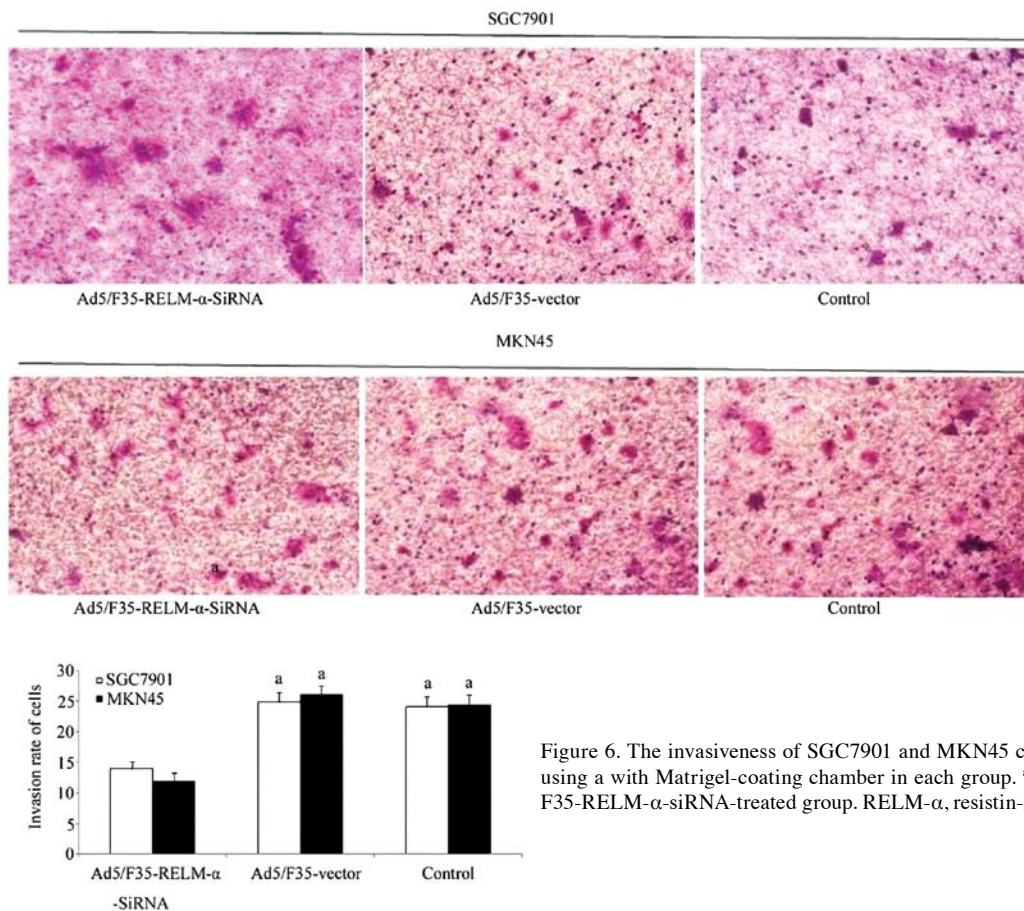 SGC7901
Ad5/F35-RELM-α-SiRNA
Ad5/F35-vector
Control
MKN45
a
Ad5/F35-RELM-α-SiRNA
Ad5/F35-vector
Control
30
25
20
15
10
5
0
Invasion rate of cells
SGC7901
MKN45
a
a
a
a
Ad5/F35-RELM-α
-SiRNA
Ad5/F35-vector
Control
Figure 6. The invasiveness of SGC7901 and MKN45
using a with Matrigel-coating chamber in each group.
F35-RELM-α-siRNA-treated group. RELM-α,